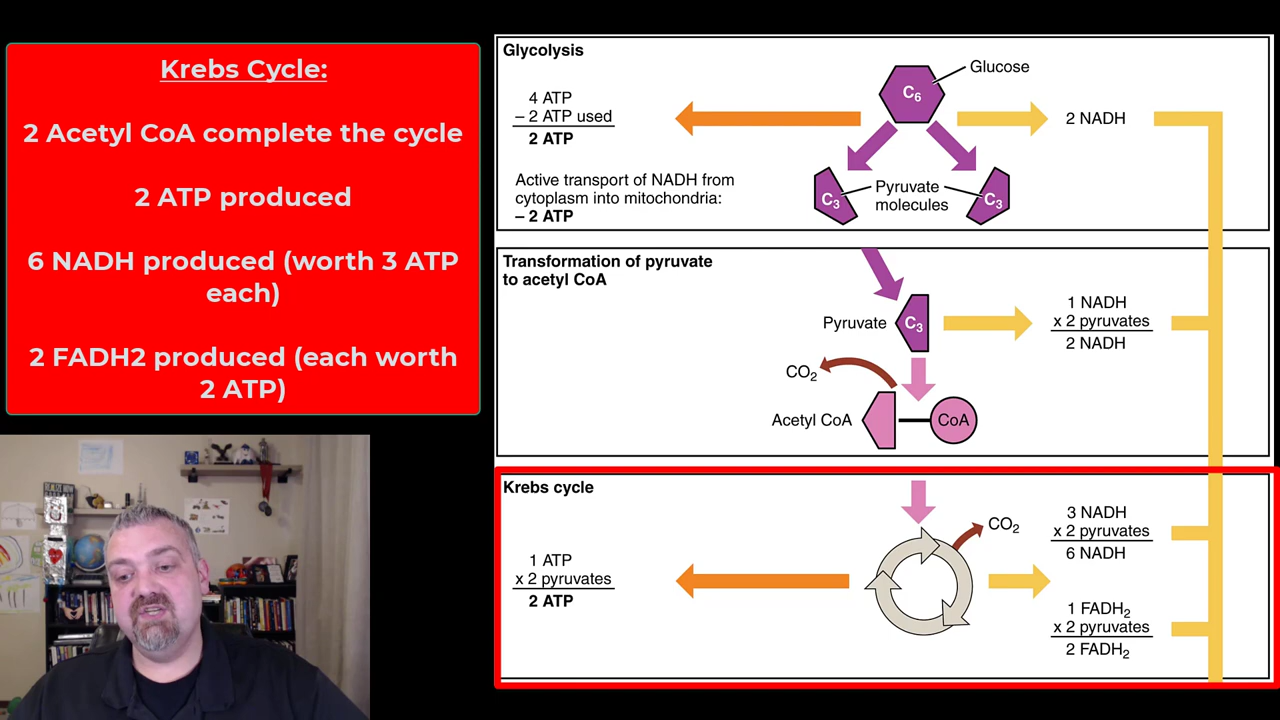 Krebs Cycle:
2 Acetyl CoA complete the cycle
2 ATP produced
6 NADH produced (worth 3 ATP
each)
2 FADH2 produced (each worth
2 ATP)
Glycolysis
4 ATP
– 2 ATP used
2 ATP
Active transport of NADH from
cytoplasm into mitochondria:
– 2 ATP
C6
Glucose
2 NADH
C3
Pyruvate
molecules
C3
Transformation of pyruvate
to acetyl CoA
Pyruvate
C3
1 NADH
x 2 pyruvates
2 NADH
CO2
Acetyl CoA
CoA
Krebs cycle
1 ATP
x 2 pyruvates
2 ATP
CO2
3 NADH
x 2 pyruvates
6 NADH
1 FADH2
x 2 pyruvates
2 FADH2